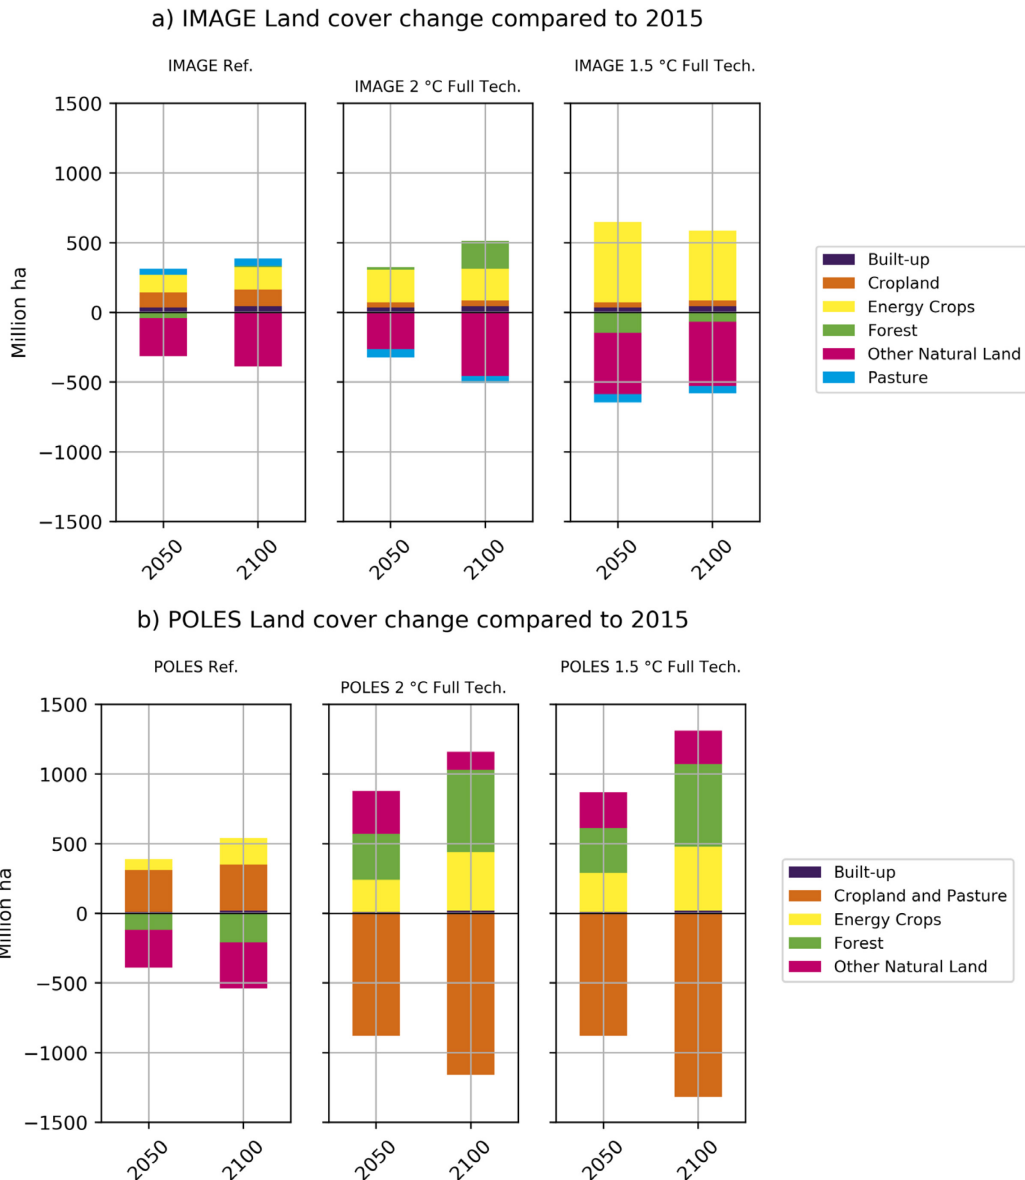 a) IMAGE Land cover change compared to 2015
IMAGE Ref.
IMAGE 2 °C Full Tech.
IMAGE 1.5 °C Full Tech.
1500
1000
500
0
−500
−1000
−1500
Million ha
2050
2100
2050
2100
2050
2100
Built-up
Cropland
Energy Crops
Forest
Other Natural Land
Pasture
b) POLES Land cover change compared to 2015
POLES Ref.
POLES 2 °C Full Tech.
POLES 1.5 °C Full Tech.
1500
1000
500
0
−500
−1000
−1500
Million ha
2050
2100
2050
2100
2050
2100
Built-up
Cropland and Pasture
Energy Crops
Forest
Other Natural Land